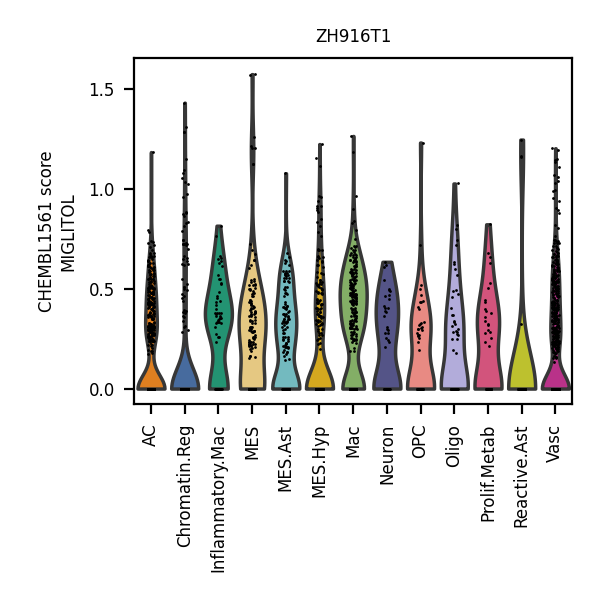 ZH916T1
CHEMBL1561 score
MIGLITOL
1.5
1.0
0.5
0.0
AC
Chromatin.Reg
Inflammatory.Mac
MES
MES.Ast
MES.Hyp
Mac
Neuron
OPC
Oligo
Prolif.Metab
Reactive.Ast
Vasc